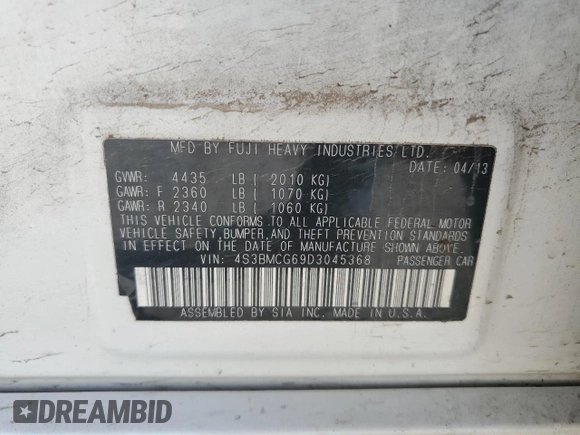 MFD BY FUJI HEAVY INDUSTRIES LTD.
DATE: 04/13
GVWR: 4435 LB ( 2010 KG)
GAWR: F 2360 LB ( 1070 KG)
GAWR: R 2340 LB ( 1060 KG)
THIS VEHICLE CONFORMS TO ALL APPLICABLE FEDERAL MOTOR
VEHICLE SAFETY, BUMPER, AND THEFT PREVENTION STANDARDS
IN EFFECT ON THE DATE OF MANUFACTURE SHOWN ABOVE.
VIN: 4S3BMCG69D3045368 PASSENGER CAR
ASSEMBLED BY SIA INC. MADE IN U.S.A.
DREAMBID